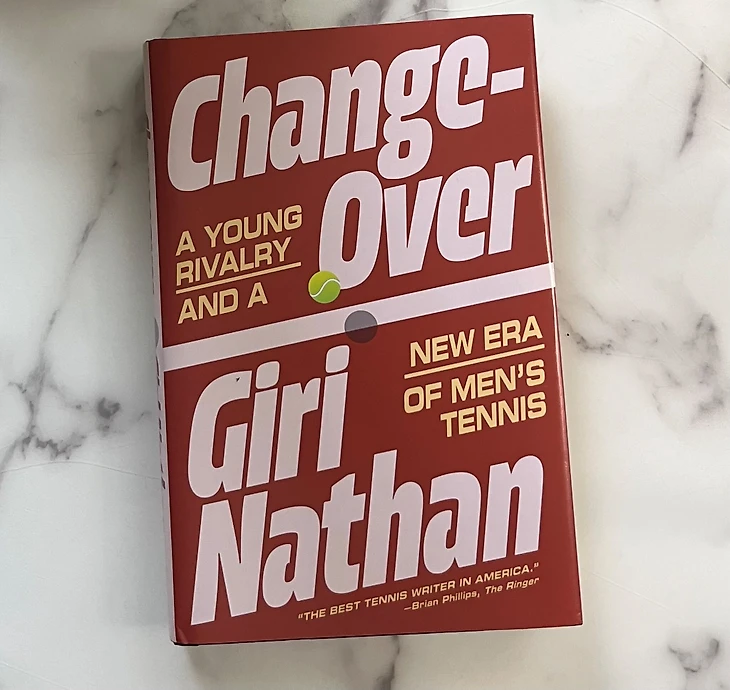 Change-
Over
A YOUNG
RIVALRY
AND A
NEW ERA
OF MEN'S
TENNIS
Giri
Nathan
"THE BEST TENNIS WRITER IN AMERICA."
—Brian Phillips, The Ringer